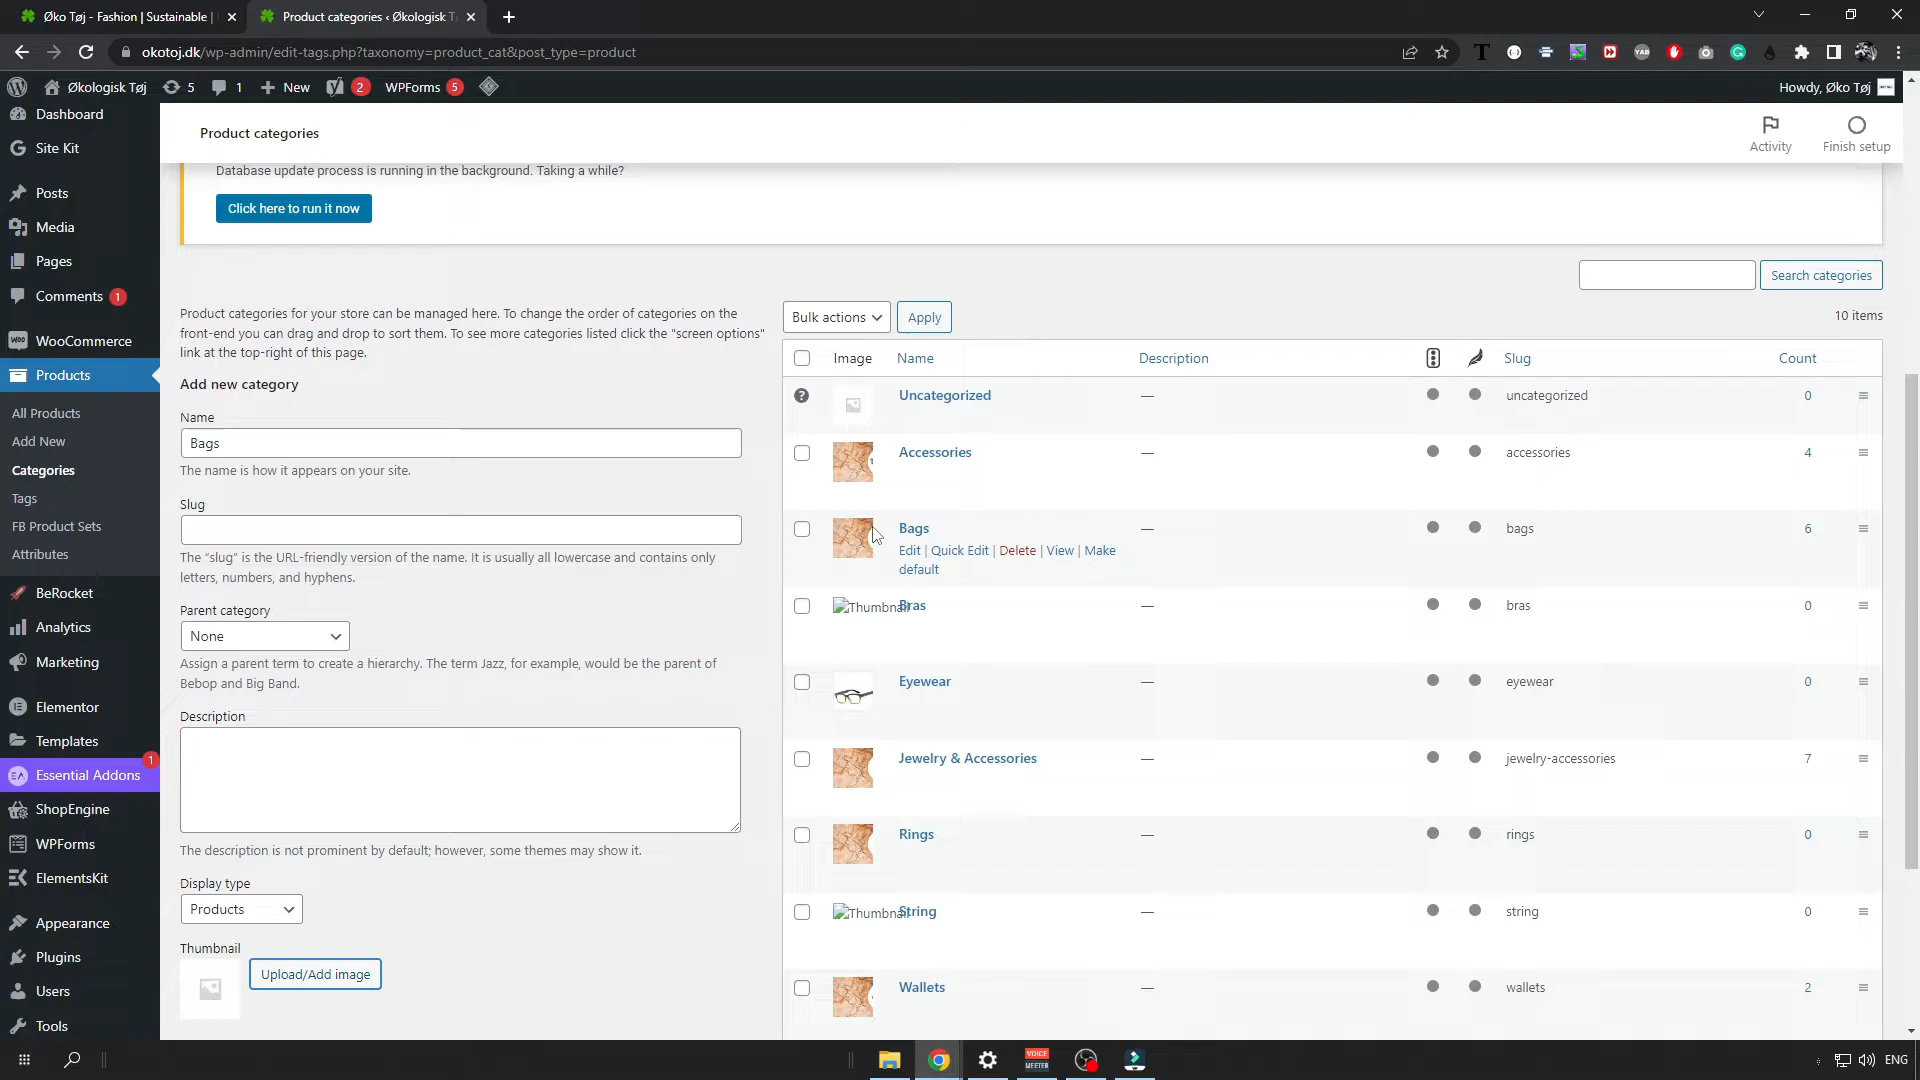 Øko Tøj - Fashion | Sustainable |
Product categories ‹ Økologisk T
okotoj.dk/wp-admin/edit-tags.php?taxonomy=product_cat&post_type=product
Økologisk Tøj
5
1
New
2
WPForms
5
Howdy, Øko Tøj
Dashboard
Site Kit
Posts
Media
Pages
Comments 1
WooCommerce
Products
All Products
Add New
Categories
Tags
FB Product Sets
Attributes
BeRocket
Analytics
Marketing
Elementor
Templates
Essential Addons
1
ShopEngine
WPForms
ElementsKit
Appearance
Plugins
Users
Tools
Product categories
Activity
Finish setup
Database update process is running in the background. Taking a while?
Click here to run it now
Search categories
Product categories for your store can be managed here. To change the order of categories on the
front-end you can drag and drop to sort them. To see more categories listed click the "screen options"
link at the top-right of this page.
Add new category
Name
Bags
The name is how it appears on your site.
Slug
The “slug” is the URL-friendly version of the name. It is usually all lowercase and contains only
letters, numbers, and hyphens.
Parent category
None
Assign a parent term to create a hierarchy. The term Jazz, for example, would be the parent of
Bebop and Big Band.
Description
The description is not prominent by default; however, some themes may show it.
Display type
Products
Thumbnail
Upload/Add image
Bulk actions
Apply
10 items
Image Name Description Slug Count
Uncategorized — uncategorized 0
Accessories — accessories 4
Bags — bags 6
Edit | Quick Edit | Delete | View | Make
default
Thumbnail Bras — bras 0
Eyewear — eyewear 0
Jewelry & Accessories — jewelry-accessories 7
Rings — rings 0
Thumbnail String — string 0
Wallets — wallets 2
VOICE
MEETER
ENG